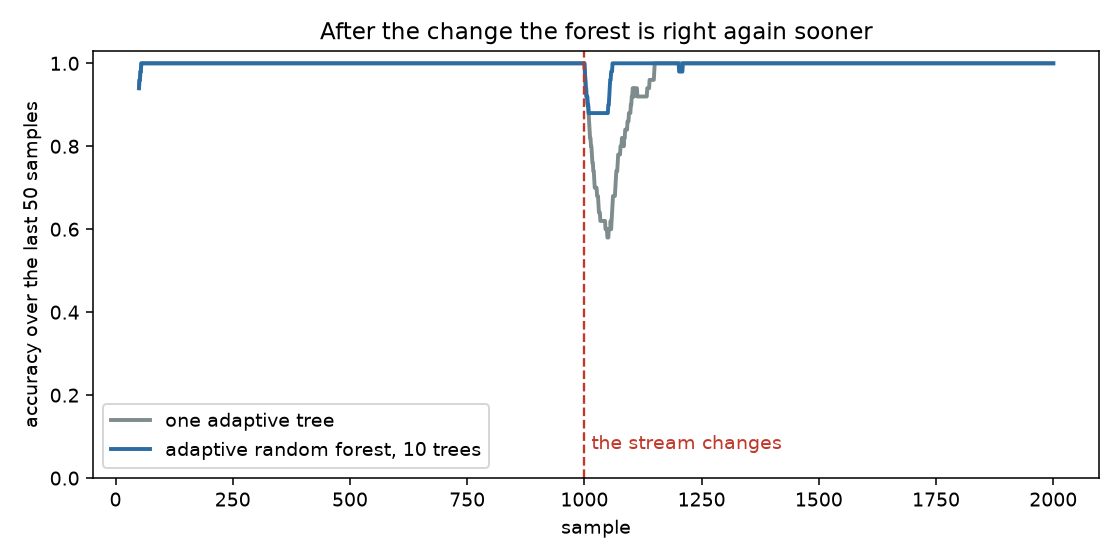 After the change the forest is right again sooner
accuracy over the last 50 samples
1.0
0.8
0.6
0.4
0.2
0.0
one adaptive tree
adaptive random forest, 10 trees
the stream changes
0 250 500 750 1000 1250 1500 1750 2000
sample